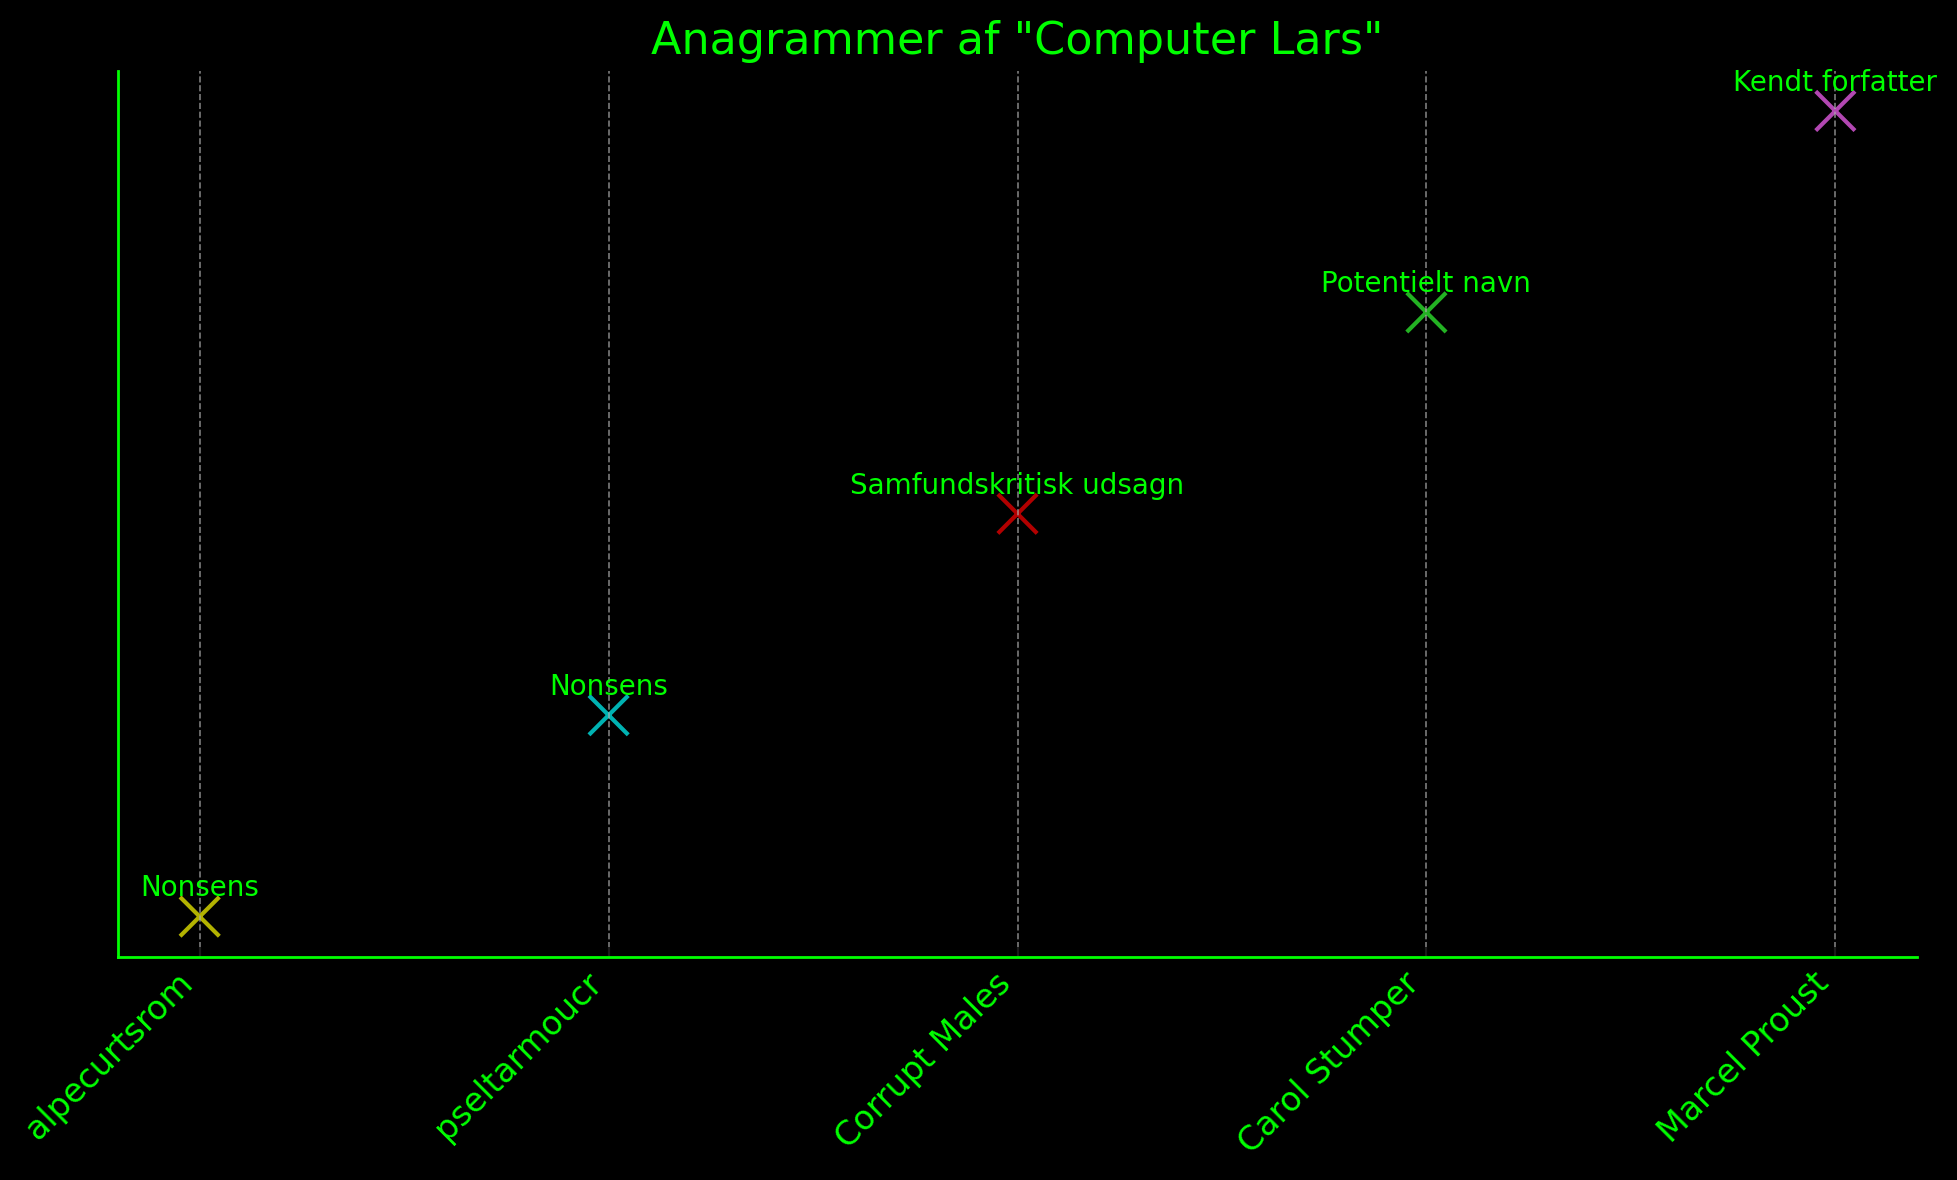 Anagrammer af "Computer Lars"
Kendt forfatter
Potentielt navn
Samfundskritisk udsagn
Nonsens
Nonsens
alpecurtsrom
pseltarmoucr
Corrupt Males
Carol Stumper
Marcel Proust